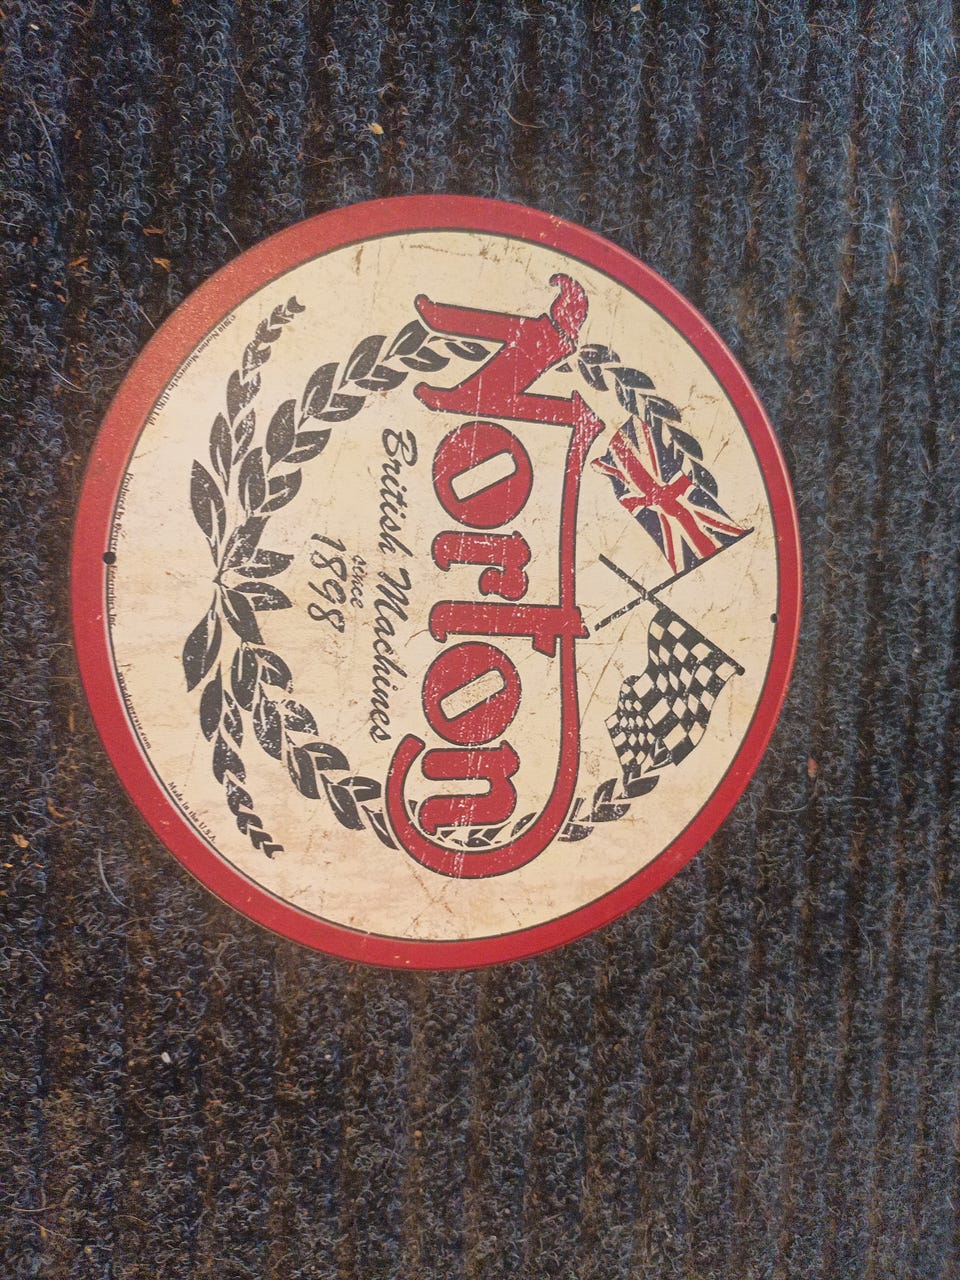 Norton
British Machines
since
1898
Made in the U.S.A.